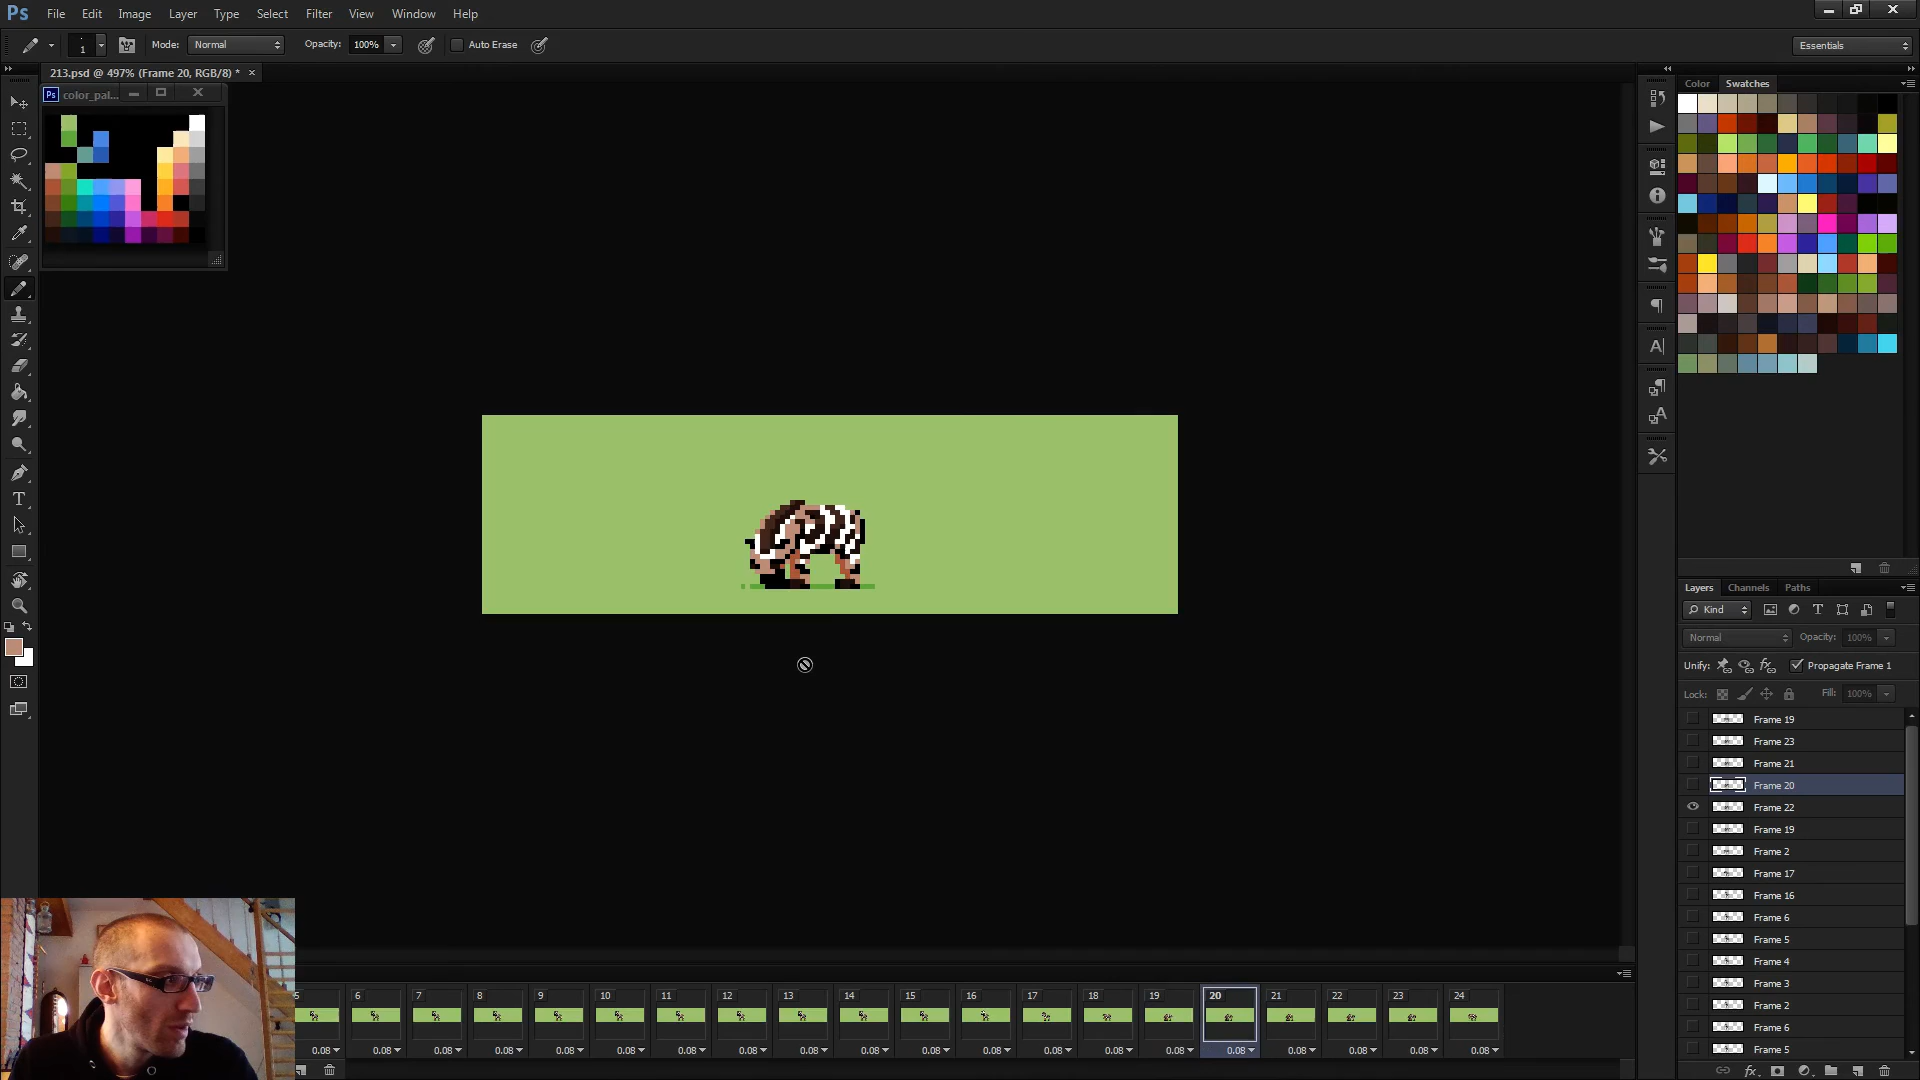 Ps File Edit Image Layer Type Select Filter Analysis View Window Help
1 Mode: Normal Opacity: 100% Auto Erase Essentials
213.psd @ 497% (Frame 20, RGB/8) * ×
Ps color_pal...
Color Swatches
Layers Channels Paths
Kind
Normal Opacity: 100%
Unify: Propagate Frame 1
Lock: Fill: 100%
Frame 19
Frame 23
Frame 21
Frame 20
Frame 22
Frame 19
Frame 2
Frame 17
Frame 16
Frame 6
Frame 5
Frame 4
Frame 3
Frame 2
Frame 6
Frame 5
5 6 7 8 9 10 11 12 13 14 15 16 17 18 19 20 21 22 23 24
0.08 0.08 0.08 0.08 0.08 0.08 0.08 0.08 0.08 0.08 0.08 0.08 0.08 0.08 0.08 0.08 0.08 0.08 0.08 0.08